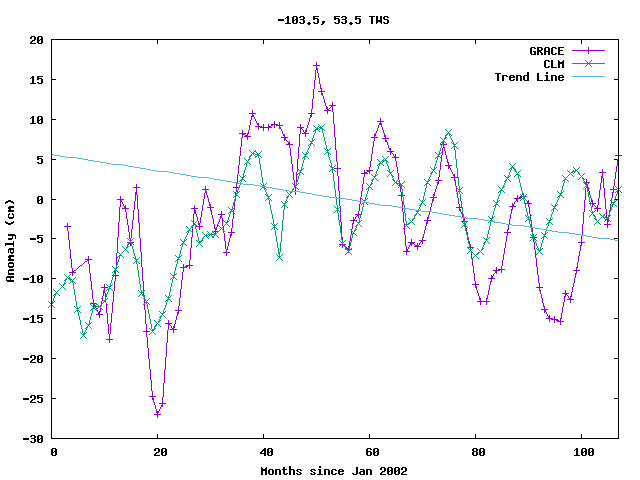 -103.5, 53.5 TWS
GRACE
CLM
Trend Line
20
15
10
5
0
-5
-10
-15
-20
-25
-30
Anomaly (cm)
0 20 40 60 80 100
Months since Jan 2002